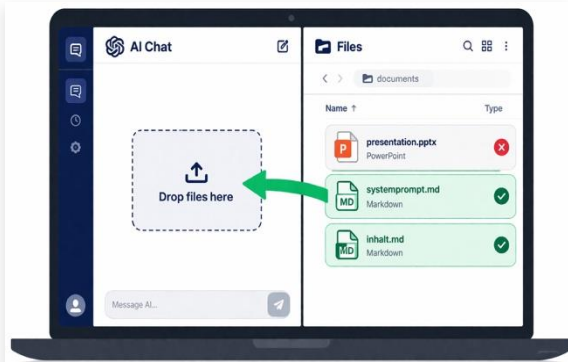 AI Chat
Drop files here
Message AI...
Files
documents
Name ↑
Type
P
presentation.pptx
PowerPoint
MD
systemprompt.md
Markdown
MD
inhalt.md
Markdown